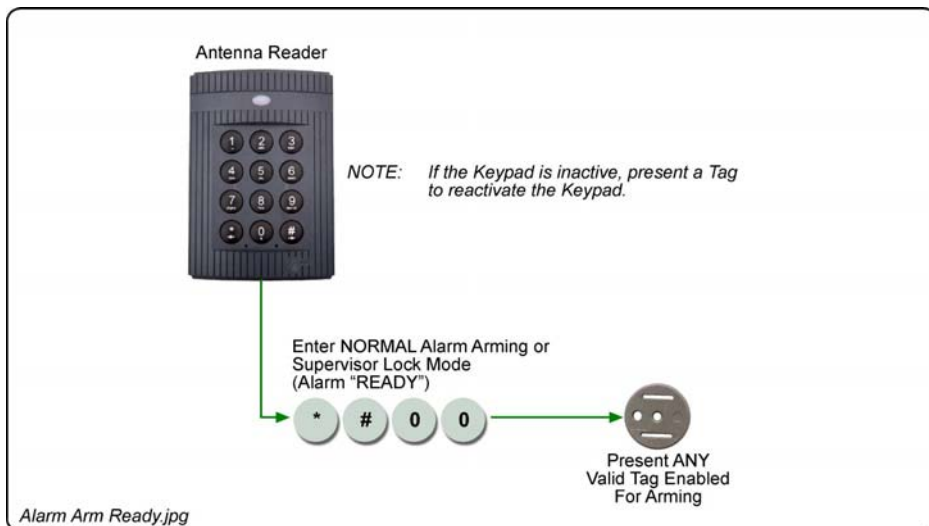 Antenna Reader
1 2 3
4 5 6
7 8 9
* 0 #
NOTE: If the Keypad is inactive, present a Tag
to reactivate the Keypad.
Enter NORMAL Alarm Arming or
Supervisor Lock Mode
(Alarm “READY”)
* # 0 0
Present ANY
Valid Tag Enabled
For Arming
Alarm Arm Ready.jpg